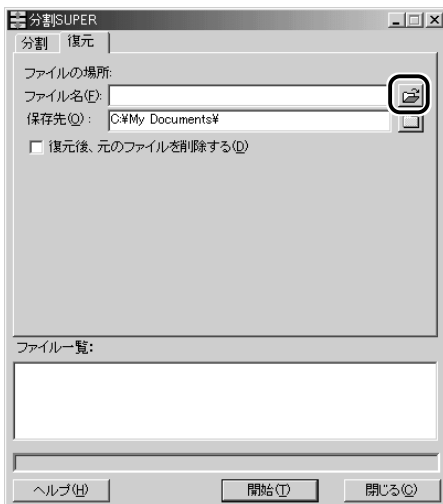 分割SUPER
分割 復元
ファイルの場所:
ファイル名(F):
保存先(O): C:¥My Documents¥
復元後、元のファイルを削除する(D)
ファイル一覧:
ヘルプ(H) 開始(T) 閉じる(C)